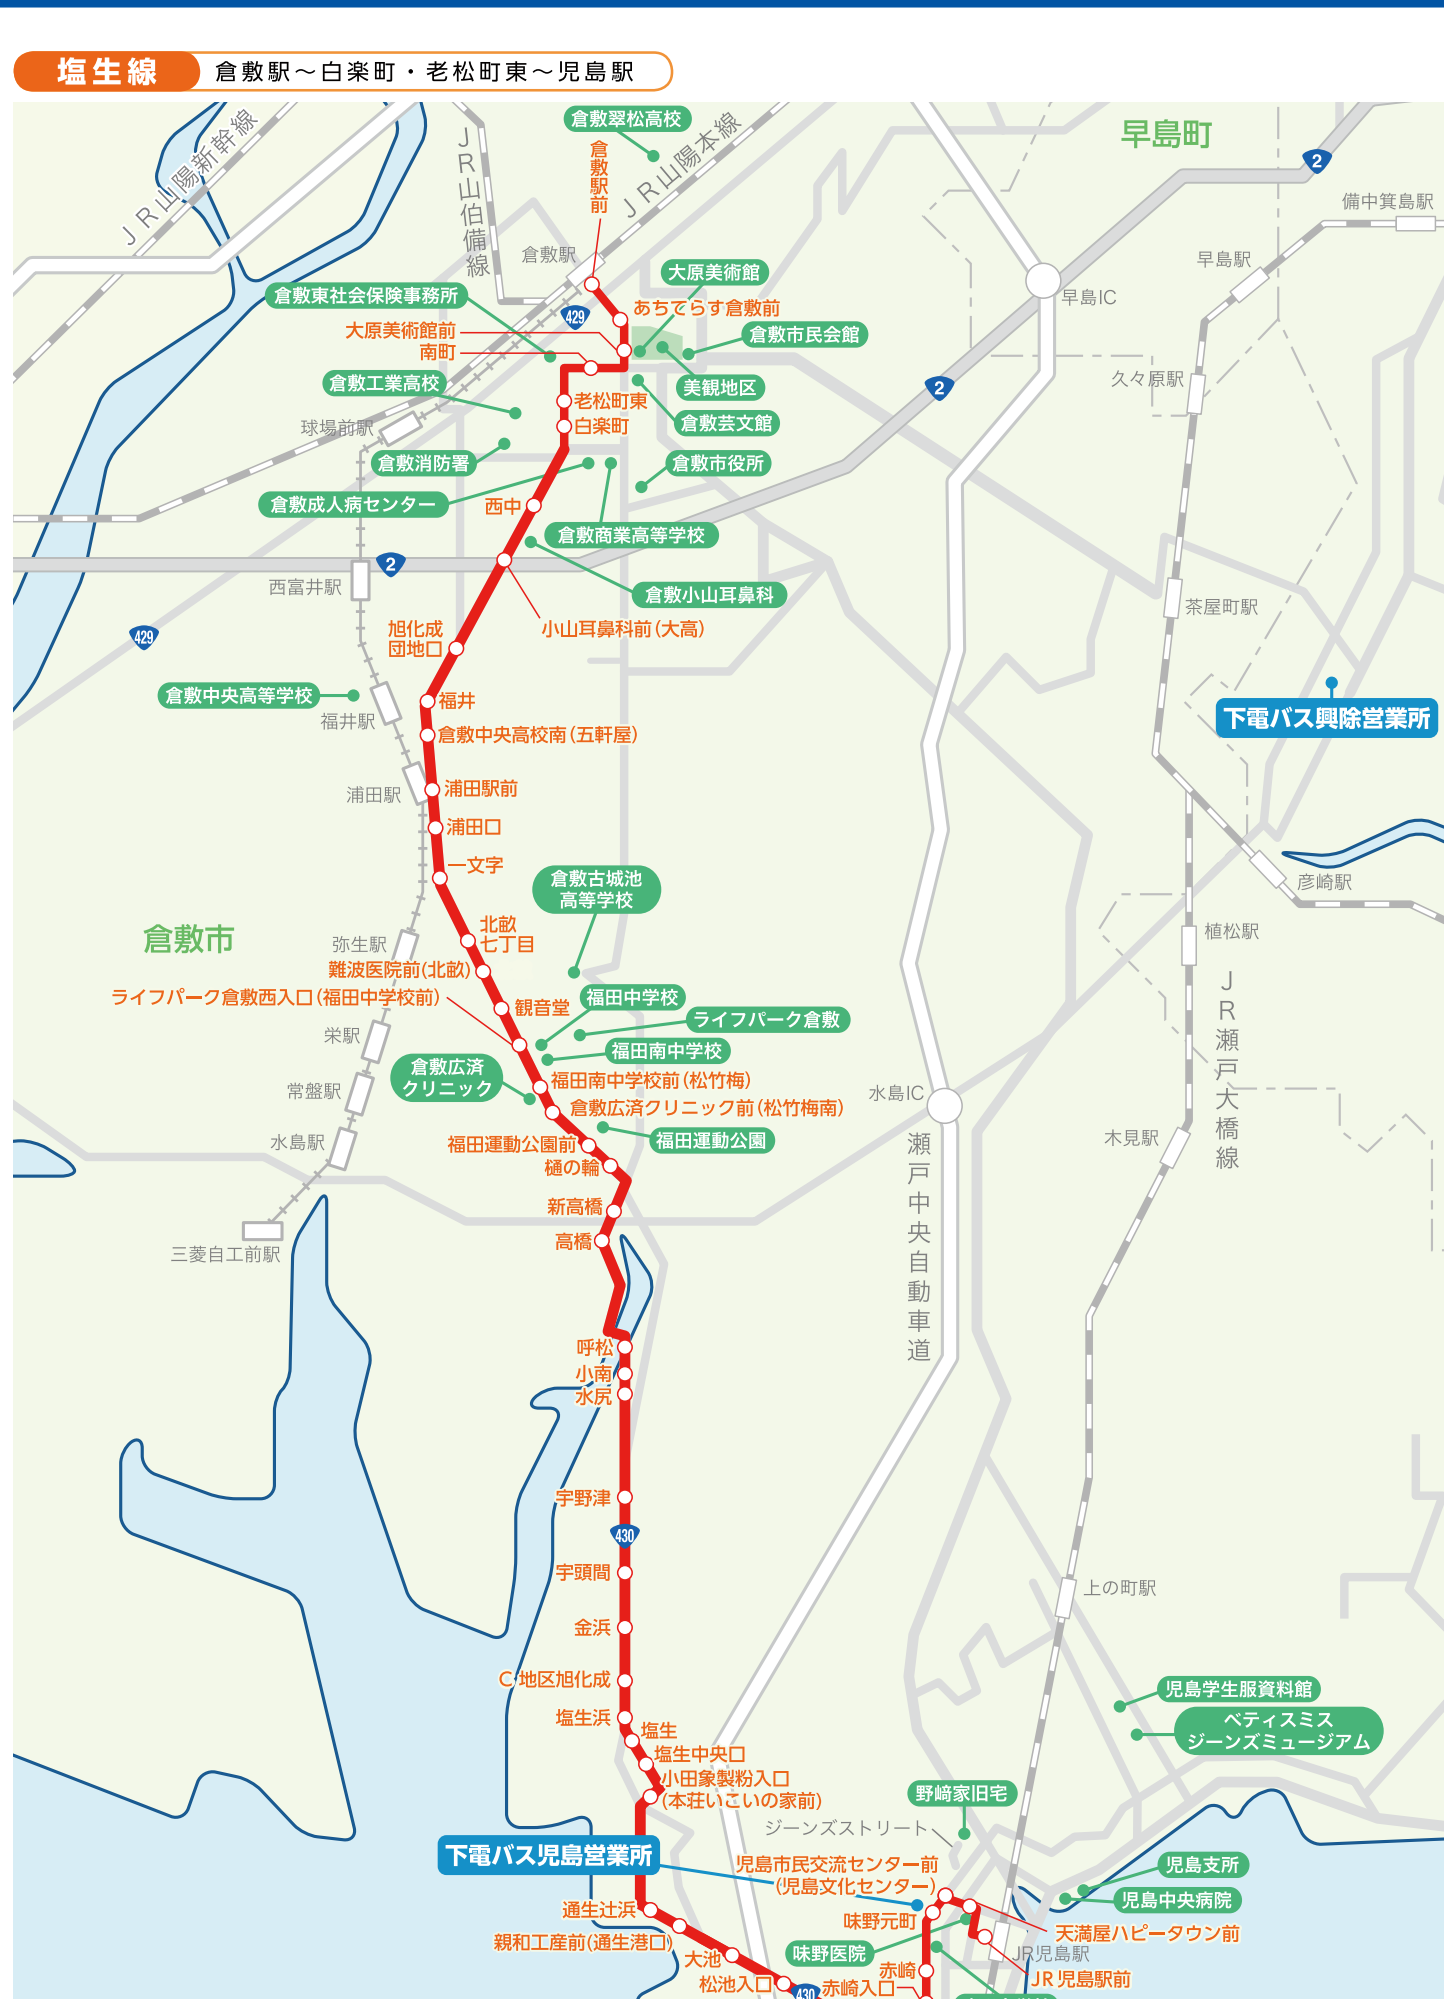 塩生線
倉敷駅～白楽町・老松町東～児島駅
JR山陽新幹線
JR山伯備線
JR山陽本線
倉敷翠松高校
倉敷駅前
早島町
2
備中箕島駅
早島駅
倉敷駅
早島IC
大原美術館
倉敷東社会保険事務所
429
あちてらす倉敷前
大原美術館前
倉敷市民会館
南町
久々原駅
倉敷工業高校
美観地区
2
老松町東
倉敷芸文館
球場前駅
白楽町
倉敷消防署
倉敷市役所
倉敷成人病センター
西中
倉敷商業高等学校
2
西富井駅
倉敷小山耳鼻科
茶屋町駅
429
旭化成
団地口
小山耳鼻科前(大高)
倉敷中央高等学校
福井
福井駅
下電バス興除営業所
倉敷中央高校南(五軒屋)
浦田駅
浦田駅前
浦田口
一文字
倉敷古城池
高等学校
彦崎駅
倉敷市
弥生駅
北畝
七丁目
植松駅
難波医院前(北畝)
ライフパーク倉敷西入口(福田中学校前)
福田中学校
観音堂
ライフパーク倉敷
JR瀬戸大橋線
栄駅
福田南中学校
倉敷広済
クリニック
常盤駅
福田南中学校前(松竹梅)
水島IC
倉敷広済クリニック前(松竹梅南)
水島駅
福田運動公園前
福田運動公園
木見駅
瀬戸中央自動車道
樋の輪
新高橋
三菱自工前駅
高橋
呼松
小南
水尻
宇野津
430
宇頭間
上の町駅
金浜
C 地区旭化成
塩生浜
児島学生服資料館
塩生
ベティスミス
ジーンズミュージアム
塩生中央口
小田象製粉入口
(本荘いこいの家前)
野﨑家旧宅
ジーンズストリート
下電バス児島営業所
児島市民交流センター前
(児島文化センター)
児島支所
児島中央病院
通生辻浜
味野元町
天満屋ハピータウン前
親和工産前(通生港口)
味野医院
JR児島駅
大池
赤崎
JR児島駅前
松池入口
430
赤崎入口